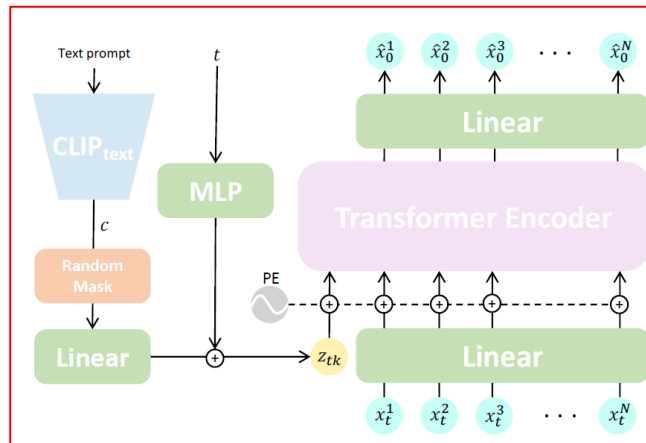 Text prompt
t
x̂₀¹ x̂₀² x̂₀³ · · · x̂₀ᴺ
CLIP_text
MLP
Linear
c
Random
Mask
Transformer Encoder
PE
+ + + + +
Linear
+
z_tk
Linear
x_t¹ x_t² x_t³ · · · x_tᴺ